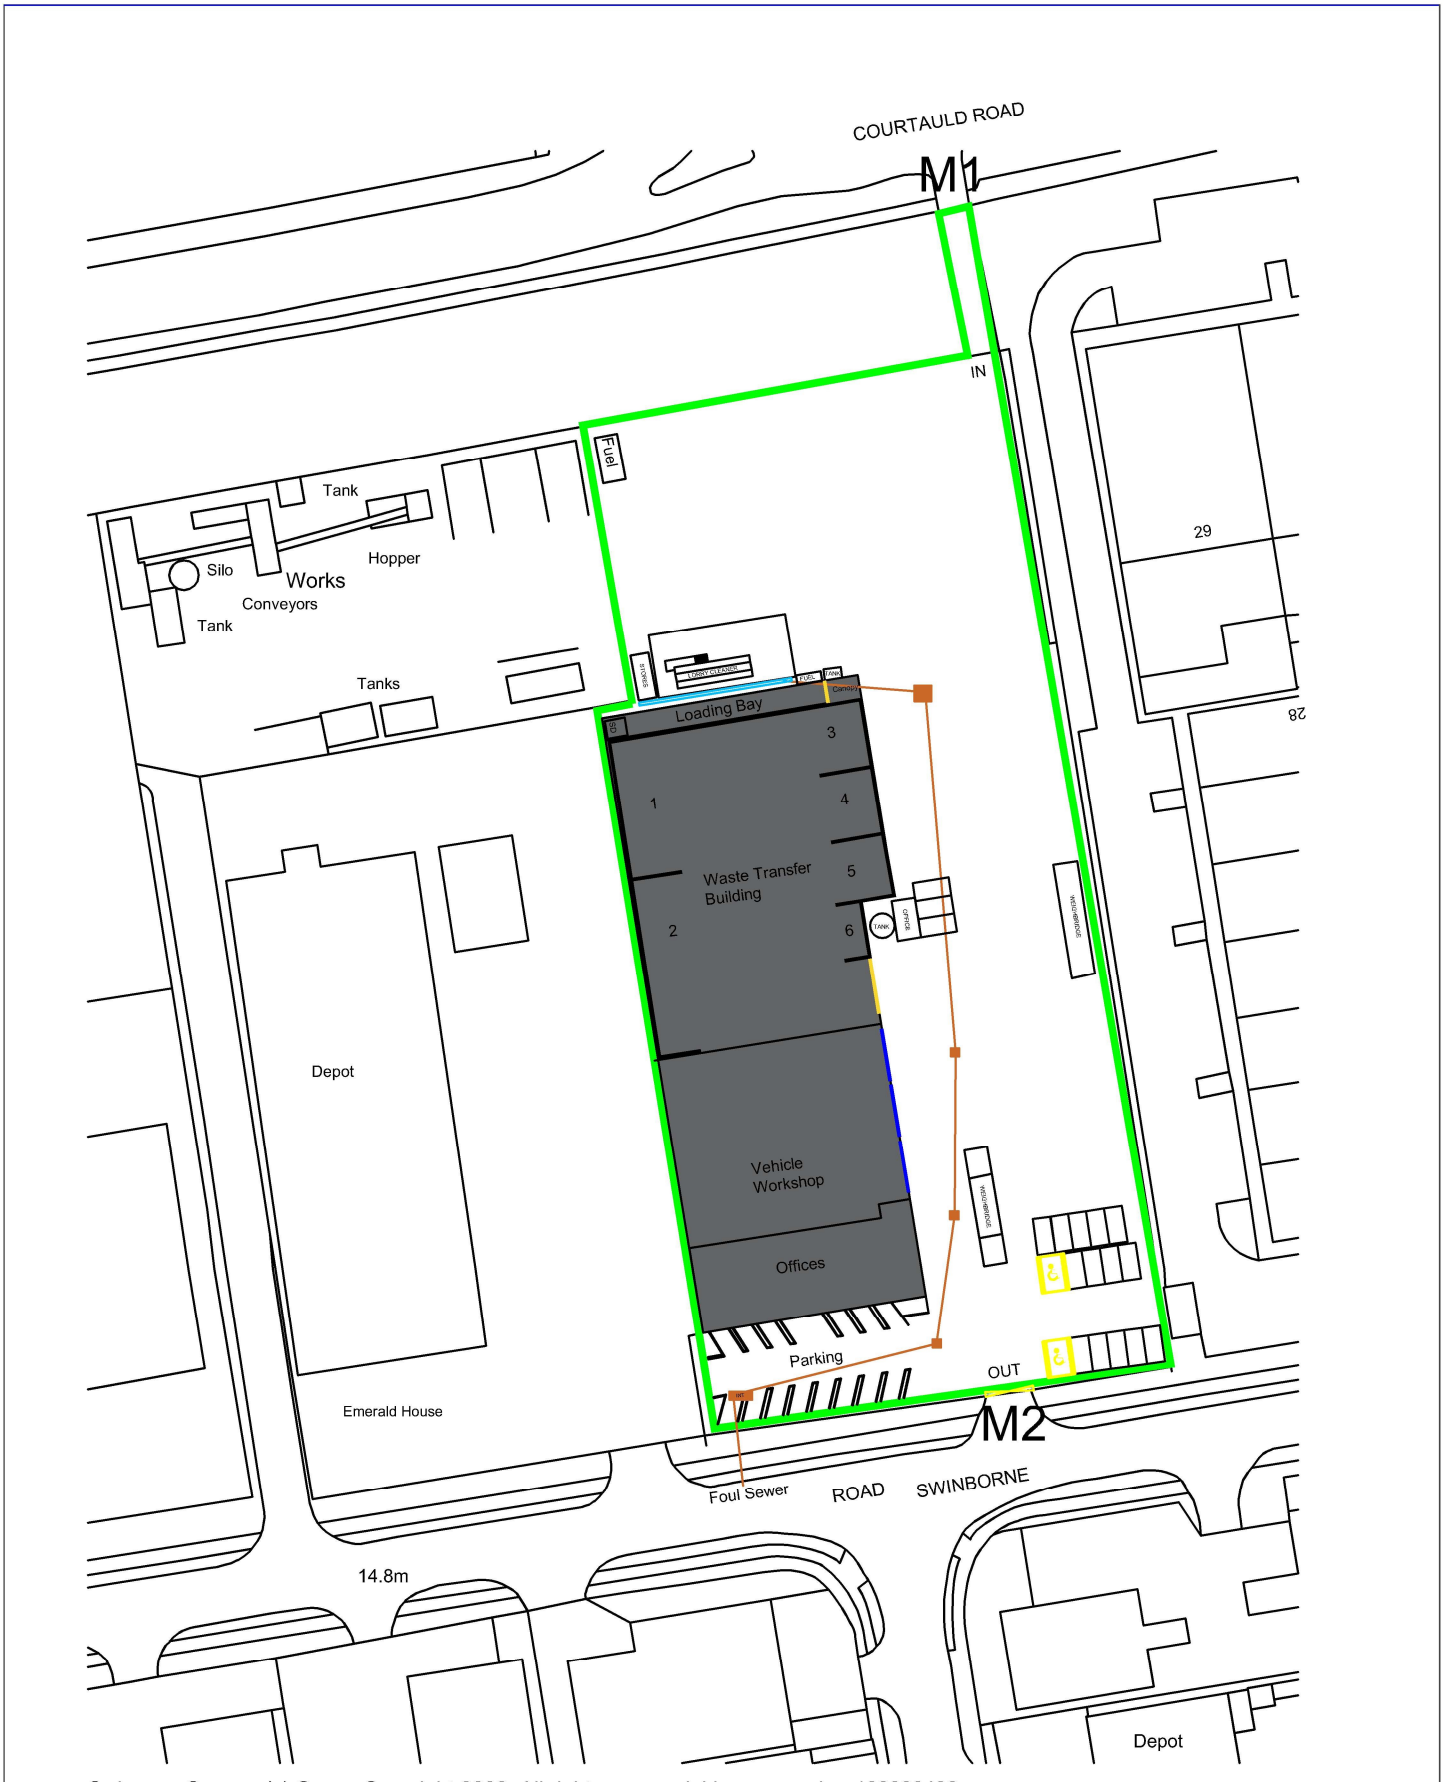 COURTAULD ROAD
M1
IN
Fuel
Tank
Hopper
Silo
Works
Conveyors
Tank
29
STORES
LORRY CLEANER
FUEL
TANK
Canopy
Tanks
Loading Bay
SD
3
28
1
4
Waste Transfer
Building
5
2
6
TANK
OFFICE
WEIGHBRIDGE
Depot
Vehicle
Workshop
WEIGHBRIDGE
Offices
Parking
OUT
Emerald House
M2
Foul Sewer
ROAD
SWINBORNE
14.8m
Depot